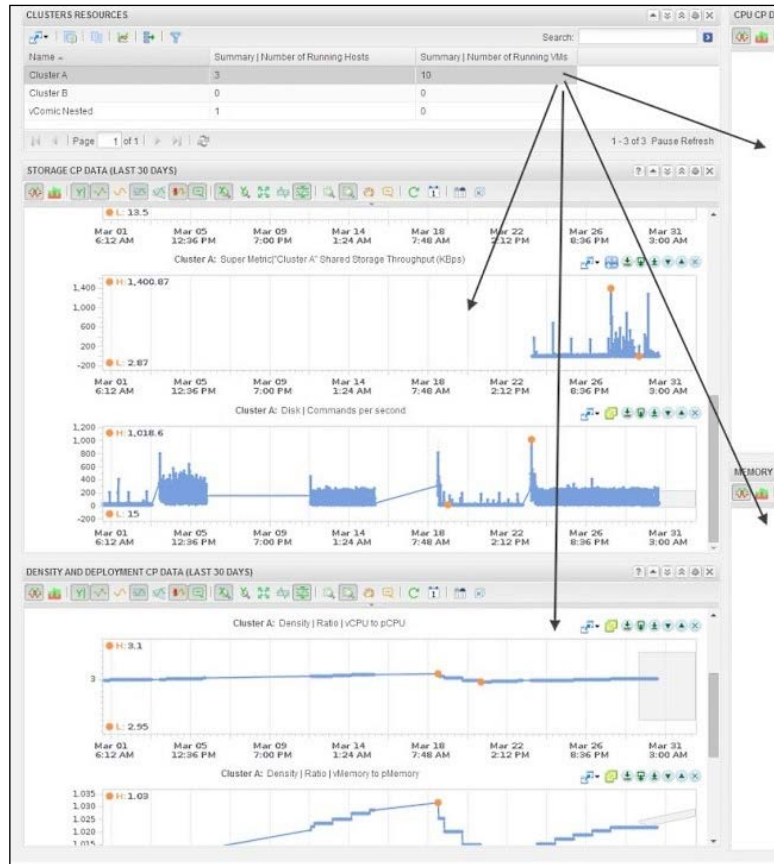 CLUSTERS RESOURCES
CPU CP D
Search:
Name
Summary | Number of Running Hosts
Summary | Number of Running VMs
Cluster A 3 10
Cluster B 0 0
vComic Nested 1 0
Page 1 of 1
1 - 3 of 3 Pause Refresh
STORAGE CP DATA (LAST 30 DAYS)
L: 13.5
Mar 01 Mar 05 Mar 09 Mar 14 Mar 18 Mar 22 Mar 26 Mar 31
6:12 AM 12:36 PM 7:00 PM 1:24 AM 7:48 AM 2:12 PM 8:36 PM 3:00 AM
Cluster A: Super Metric|"Cluster A" Shared Storage Throughput (KBps)
H: 1,400.87
1,400
1,000
600
200
-200
L: 2.87
Mar 01 Mar 05 Mar 09 Mar 14 Mar 18 Mar 22 Mar 26 Mar 31
6:12 AM 12:36 PM 7:00 PM 1:24 AM 7:48 AM 2:12 PM 8:36 PM 3:00 AM
Cluster A: Disk | Commands per second
H: 1,018.6
1,200
1,000
800
600
400
200
0
-200
L: 15
Mar 01 Mar 05 Mar 09 Mar 14 Mar 18 Mar 22 Mar 26 Mar 31
6:12 AM 12:36 PM 7:00 PM 1:24 AM 7:48 AM 2:12 PM 8:36 PM 3:00 AM
MEMORY
DENSITY AND DEPLOYMENT CP DATA (LAST 30 DAYS)
Cluster A: Density | Ratio | vCPU to pCPU
H: 3.1
3
L: 2.95
Mar 01 Mar 05 Mar 09 Mar 14 Mar 18 Mar 22 Mar 26 Mar 31
6:12 AM 12:36 PM 7:00 PM 1:24 AM 7:48 AM 2:12 PM 8:36 PM 3:00 AM
Cluster A: Density | Ratio | vMemory to pMemory
H: 1.03
1.035
1.030
1.025
1.020
1.015